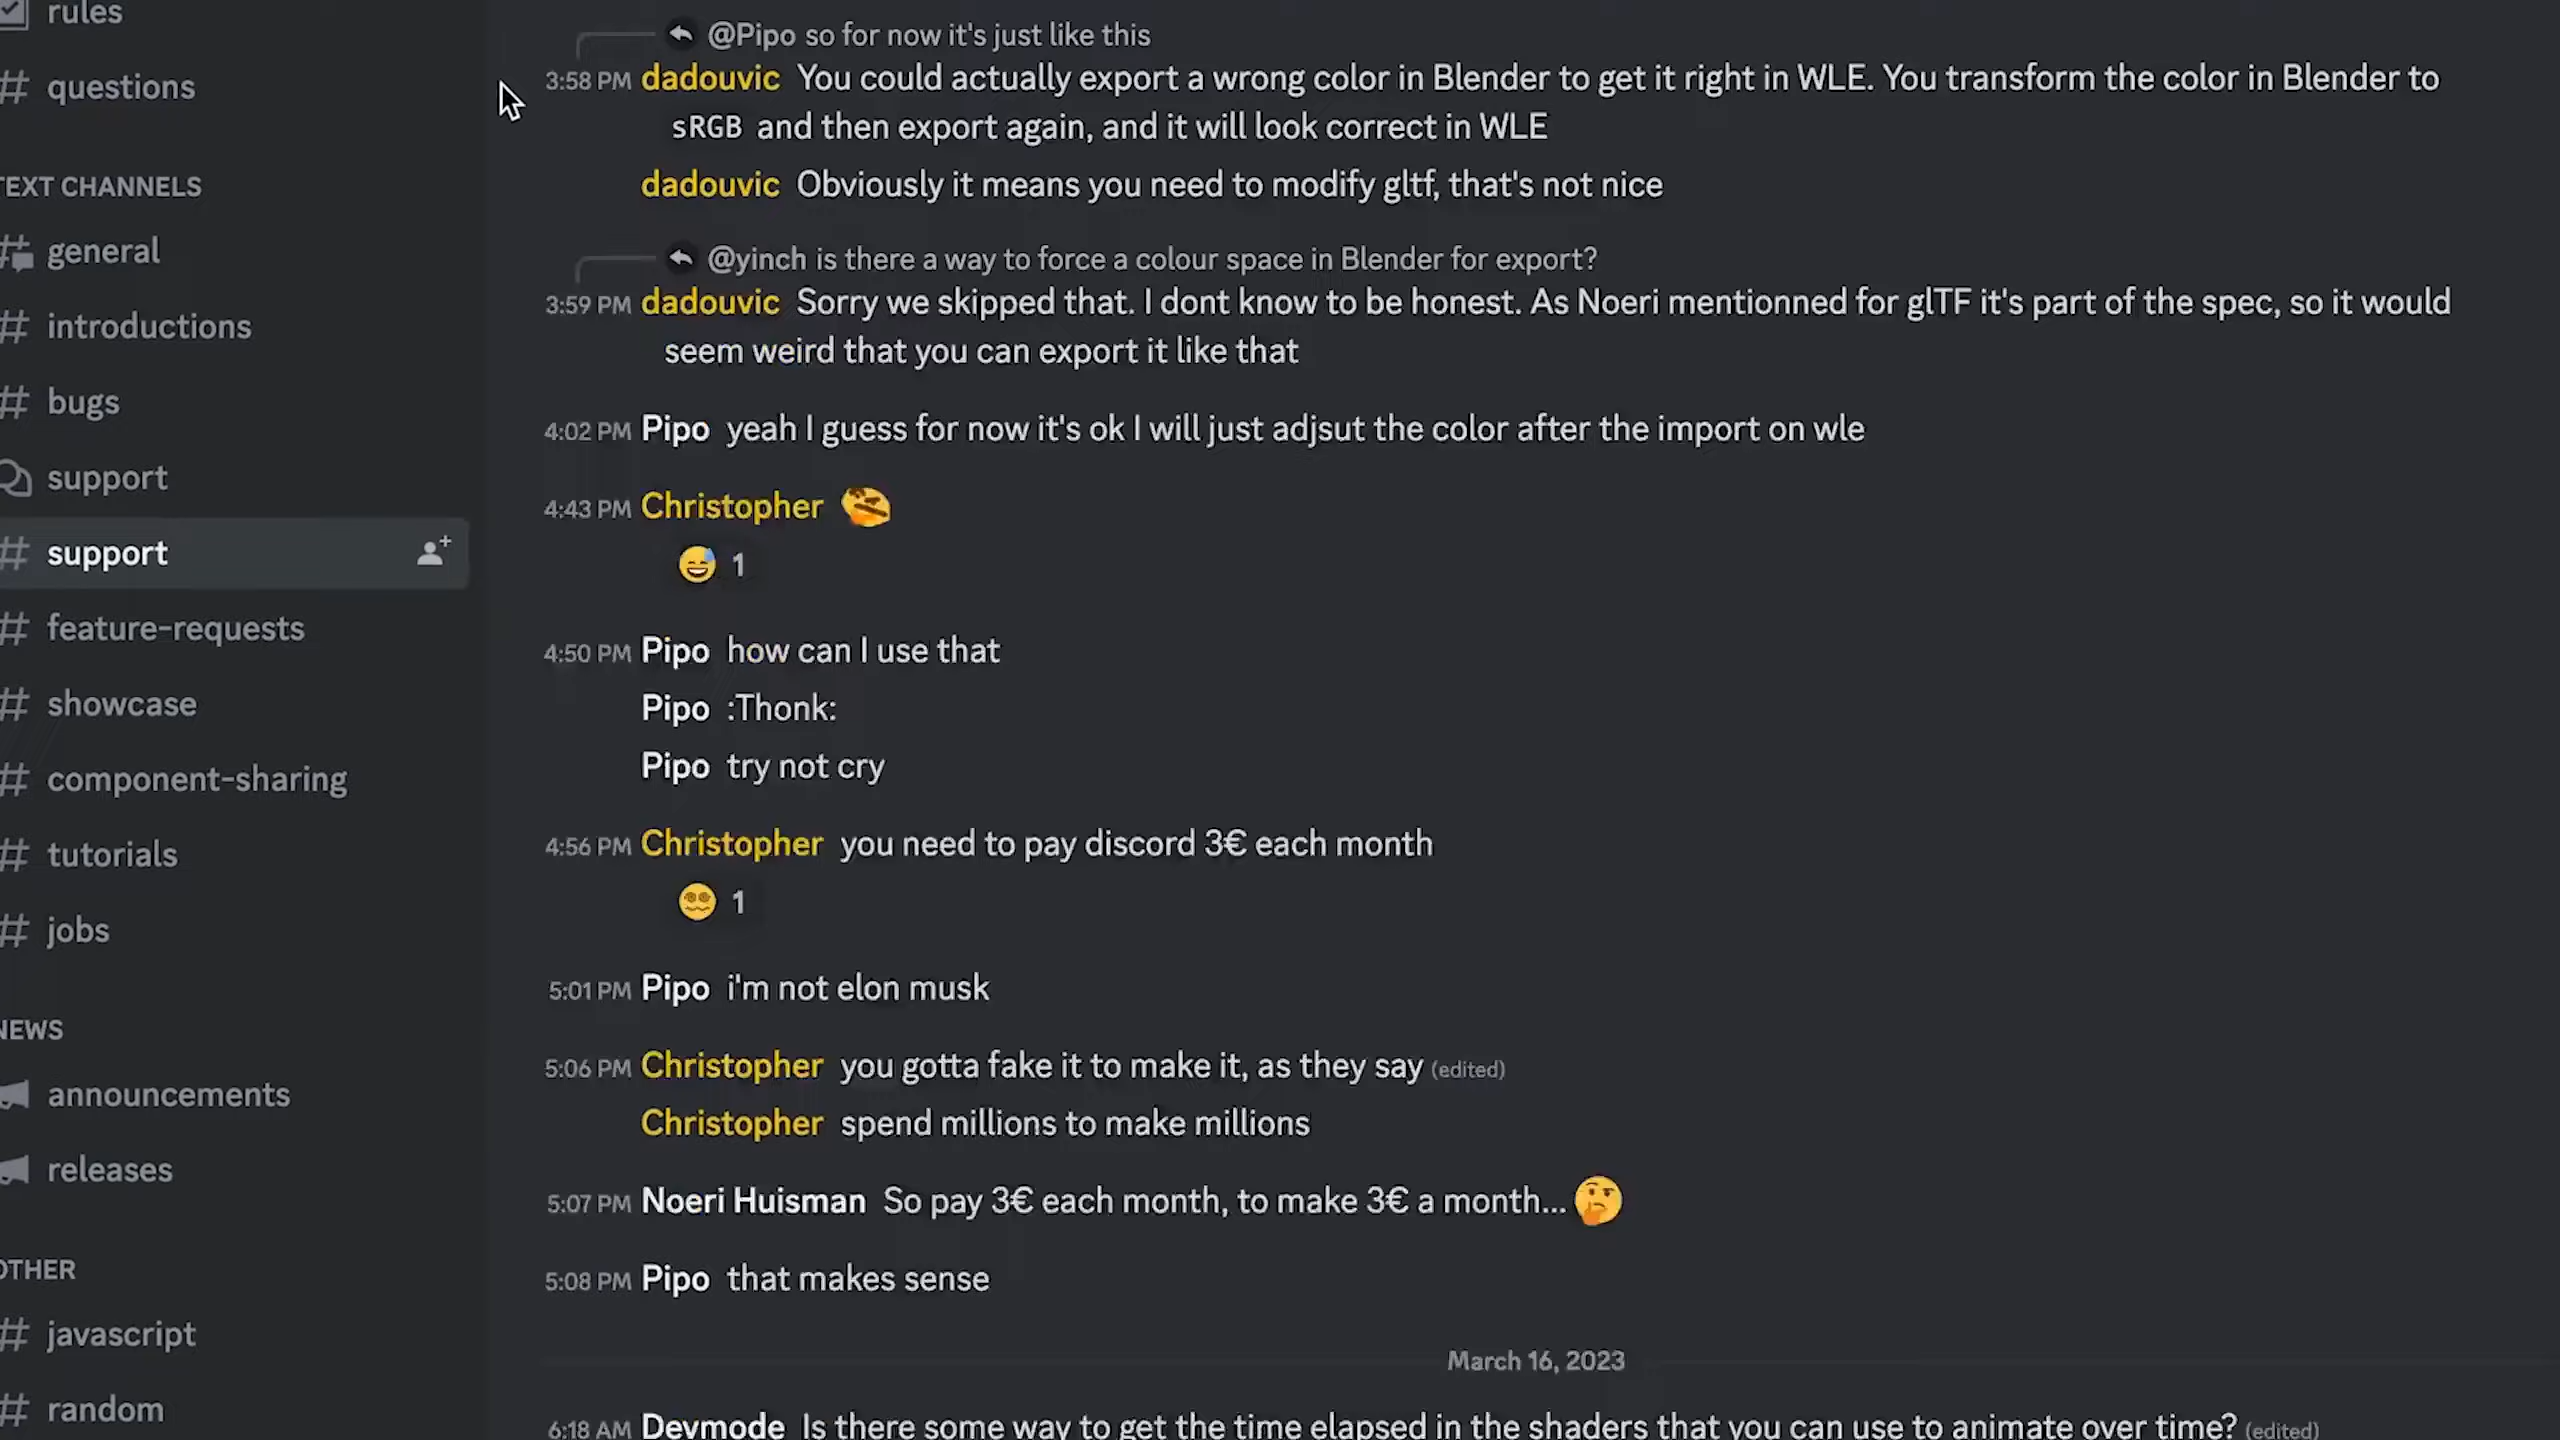 rules
questions
TEXT CHANNELS
general
introductions
bugs
support
support
feature-requests
showcase
component-sharing
tutorials
jobs
NEWS
announcements
releases
OTHER
javascript
random
@Pipo so for now it's just like this
3:58 PM dadouvic You could actually export a wrong color in Blender to get it right in WLE. You transform the color in Blender to
sRGB and then export again, and it will look correct in WLE
dadouvic Obviously it means you need to modify gltf, that's not nice
@yinch is there a way to force a colour space in Blender for export?
3:59 PM dadouvic Sorry we skipped that. I dont know to be honest. As Noeri mentionned for glTF it's part of the spec, so it would
seem weird that you can export it like that
4:02 PM Pipo yeah I guess for now it's ok I will just adjsut the color after the import on wle
4:43 PM Christopher
1
4:50 PM Pipo how can I use that
Pipo :Thonk:
Pipo try not cry
4:56 PM Christopher you need to pay discord 3€ each month
1
5:01 PM Pipo i'm not elon musk
5:06 PM Christopher you gotta fake it to make it, as they say (edited)
Christopher spend millions to make millions
5:07 PM Noeri Huisman So pay 3€ each month, to make 3€ a month...
5:08 PM Pipo that makes sense
March 16, 2023
6:18 AM Devmode Is there some way to get the time elapsed in the shaders that you can use to animate over time? (edited)